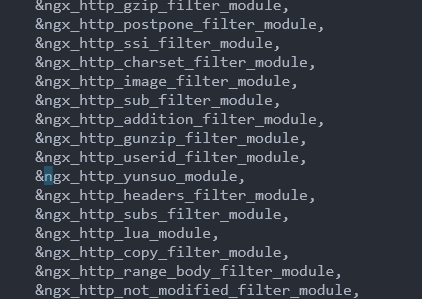 &ngx_http_gzip_filter_module,
&ngx_http_postpone_filter_module,
&ngx_http_ssi_filter_module,
&ngx_http_charset_filter_module,
&ngx_http_image_filter_module,
&ngx_http_sub_filter_module,
&ngx_http_addition_filter_module,
&ngx_http_gunzip_filter_module,
&ngx_http_userid_filter_module,
&ngx_http_yunsuo_module,
&ngx_http_headers_filter_module,
&ngx_http_subs_filter_module,
&ngx_http_lua_module,
&ngx_http_copy_filter_module,
&ngx_http_range_body_filter_module,
&ngx_http_not_modified_filter_module,